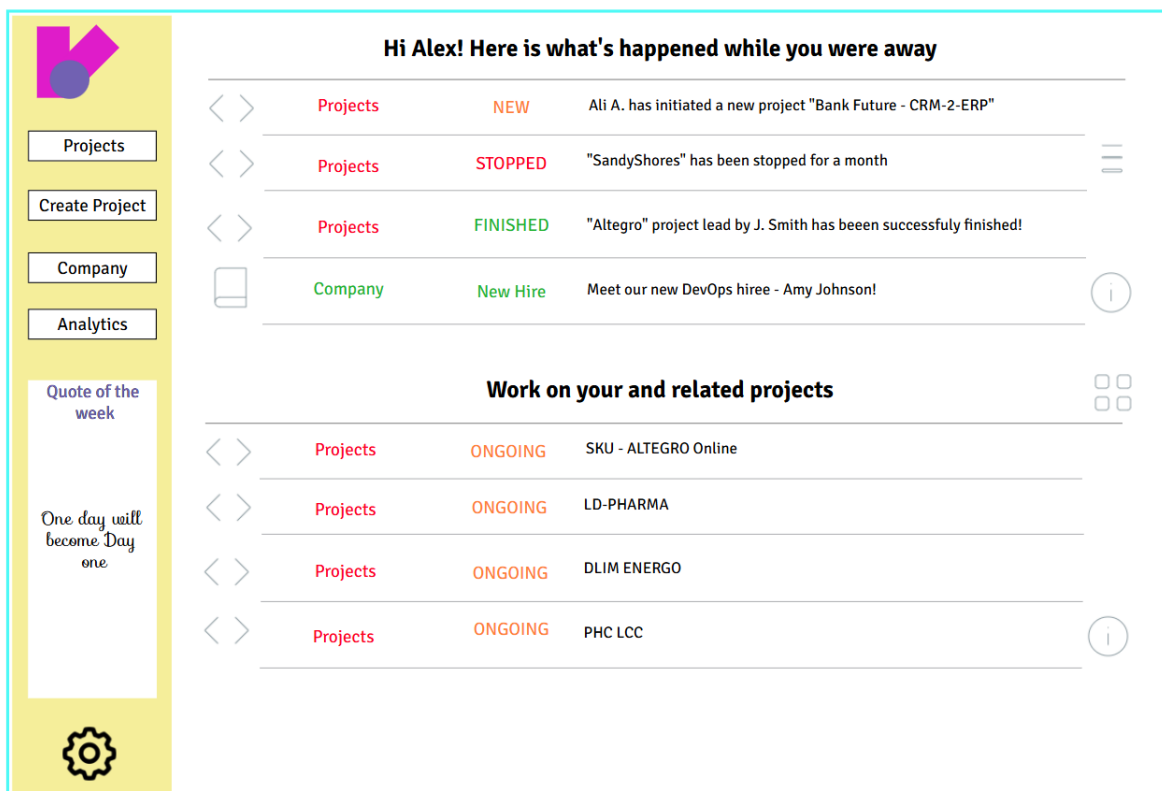 Hi Alex! Here is what's happened while you were away
Projects NEW Ali A. has initiated a new project "Bank Future - CRM-2-ERP"
Projects STOPPED "SandyShores" has been stopped for a month
Projects FINISHED "Altegro" project lead by J. Smith has beeen successfuly finished!
Company New Hire Meet our new DevOps hiree - Amy Johnson!
Work on your and related projects
Projects ONGOING SKU - ALTEGRO Online
Projects ONGOING LD-PHARMA
Projects ONGOING DLIM ENERGO
Projects ONGOING PHC LCC
Projects
Create Project
Company
Analytics
Quote of the
week
One day will
become Day
one